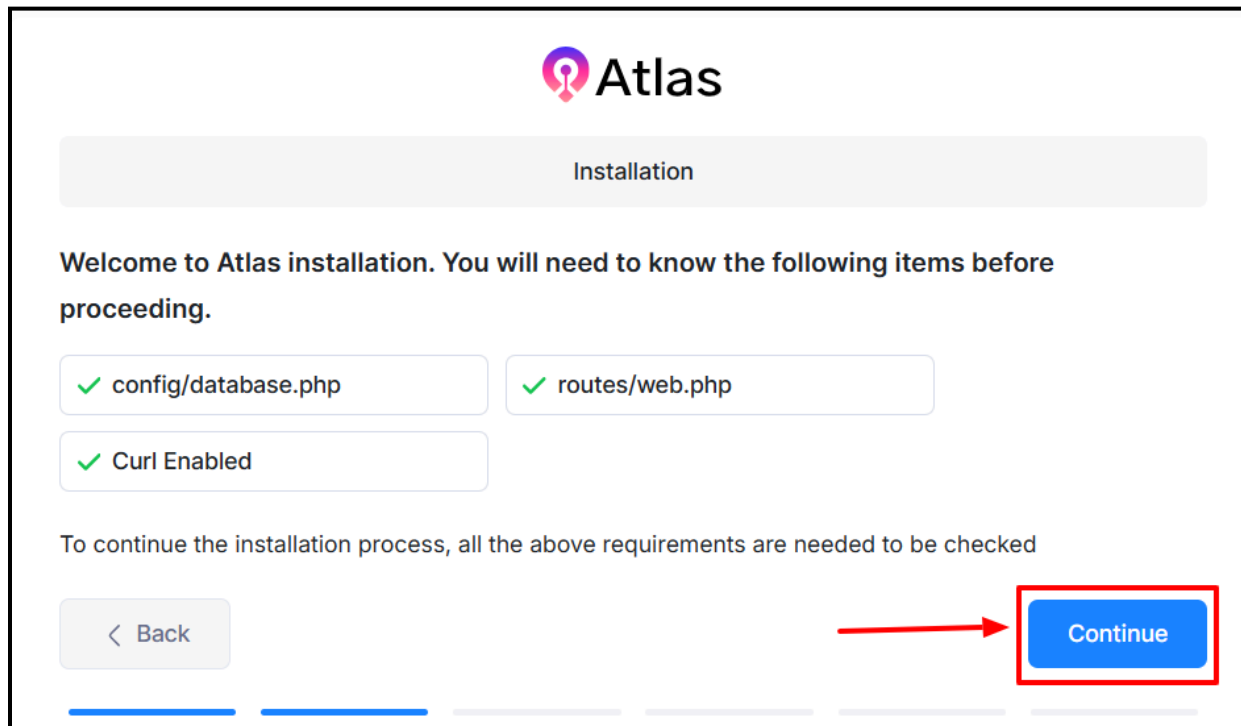 Atlas
Installation
Welcome to Atlas installation. You will need to know the following items before
proceeding.
config/database.php
routes/web.php
Curl Enabled
To continue the installation process, all the above requirements are needed to be checked
Back
Continue